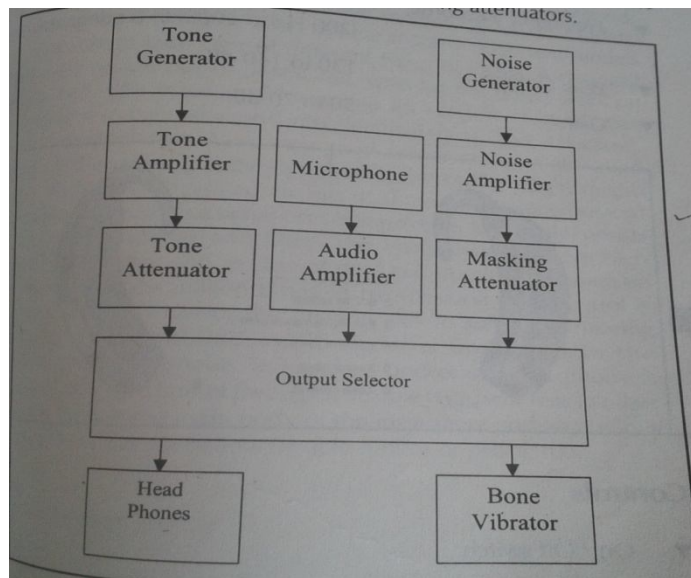 attenuators.
Tone
Generator
Noise
Generator
Tone
Amplifier
Microphone
Noise
Amplifier
Tone
Attenuator
Audio
Amplifier
Masking
Attenuator
Output Selector
Head
Phones
Bone
Vibrator